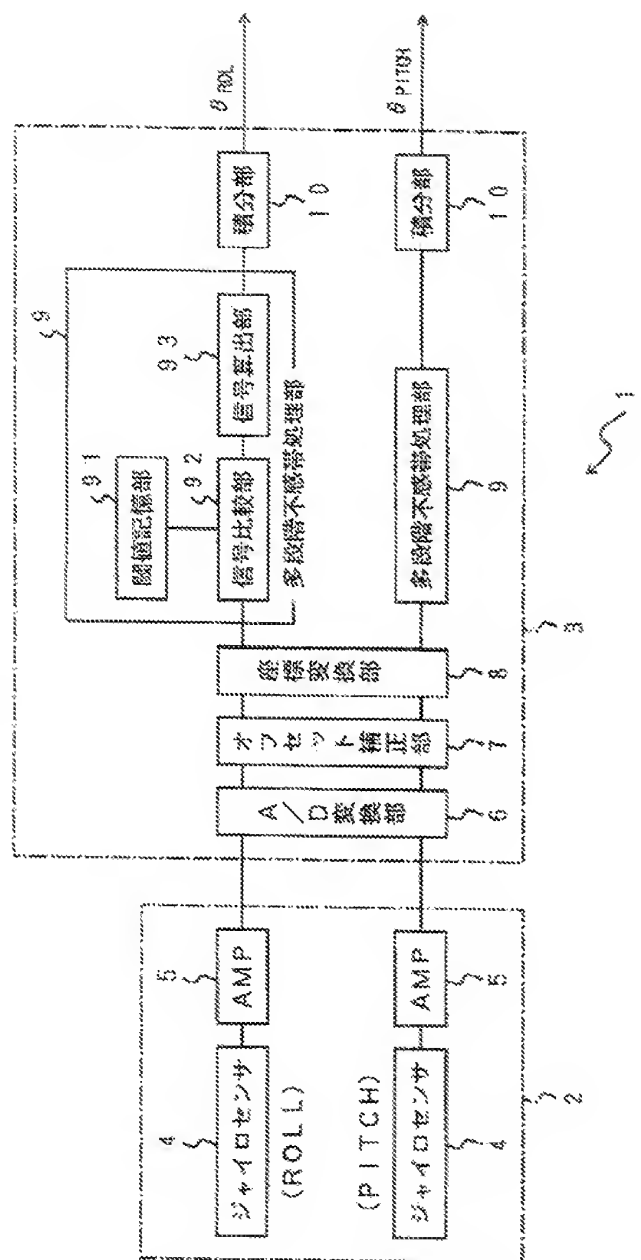 θROL
θPITCH
9
９１
閾値記憶部
９２
信号比較部
９３
信号算出部
多段階不感帯処理部
積分部
１０
多段階不感帯処理部
9
積分部
１０
座標変換部
8
オフセット補正部
7
A／D変換部
6
3
1
5
AMP
4
ジャイロセンサ
(ROLL)
(PITCH)
5
AMP
ジャイロセンサ
4
2